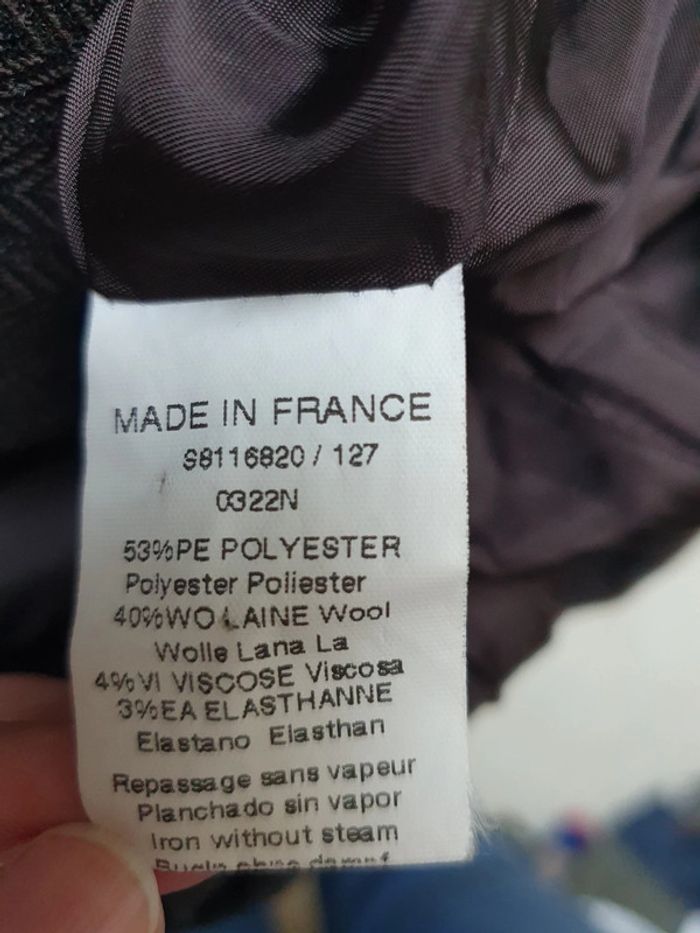 MADE IN FRANCE
S8116820 / 127
0322N
53%PE POLYESTER
Polyester Poliester
40%WO LAINE Wool
Wolle Lana La
4%VI VISCOSE Viscosa
3%EA ELASTHANNE
Elastano Elasthan
Repassage sans vapeur
Planchado sin vapor
Iron without steam